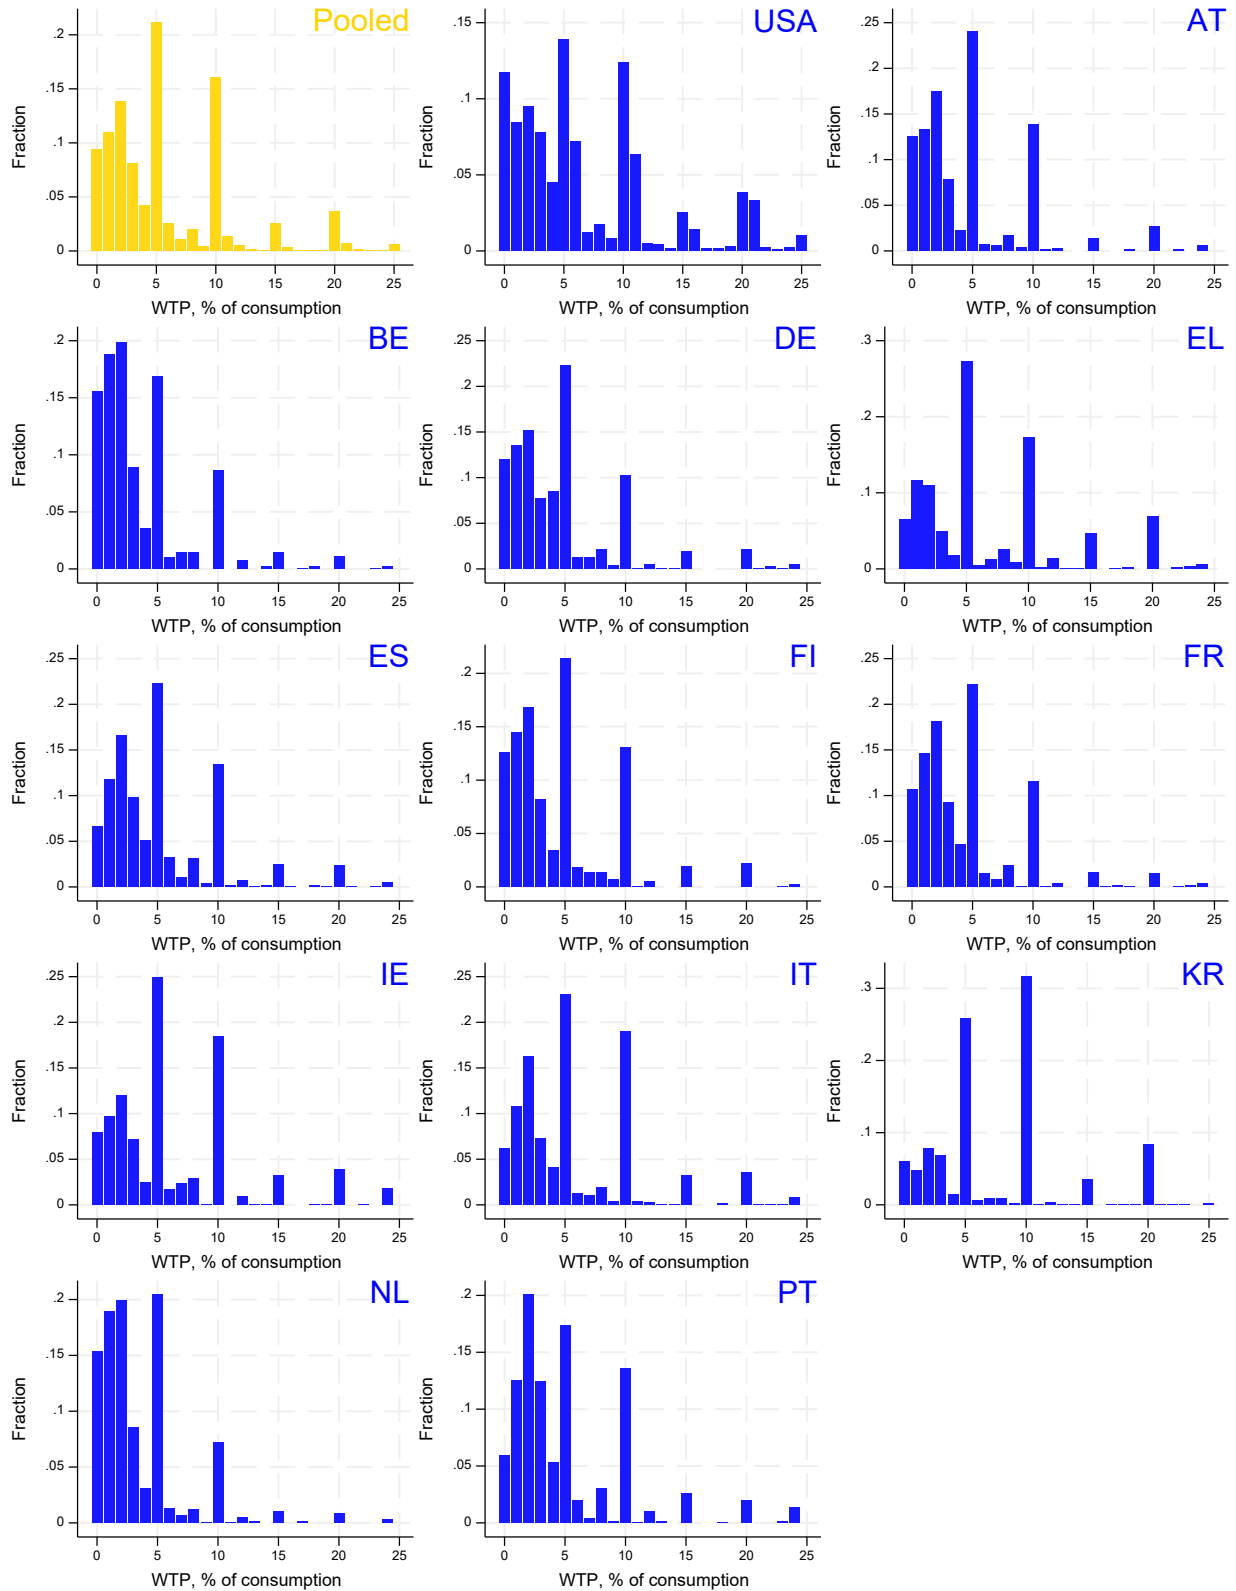 Pooled
.2
.15
.1
.05
0
Fraction
0 5 10 15 20 25
WTP, % of consumption
USA
.15
.1
.05
0
Fraction
0 5 10 15 20 25
WTP, % of consumption
AT
.25
.2
.15
.1
.05
0
Fraction
0 5 10 15 20 25
WTP, % of consumption
BE
.2
.15
.1
.05
0
Fraction
0 5 10 15 20 25
WTP, % of consumption
DE
.25
.2
.15
.1
.05
0
Fraction
0 5 10 15 20 25
WTP, % of consumption
EL
.3
.2
.1
0
Fraction
0 5 10 15 20 25
WTP, % of consumption
ES
.25
.2
.15
.1
.05
0
Fraction
0 5 10 15 20 25
WTP, % of consumption
FI
.2
.15
.1
.05
0
Fraction
0 5 10 15 20 25
WTP, % of consumption
FR
.25
.2
.15
.1
.05
0
Fraction
0 5 10 15 20 25
WTP, % of consumption
IE
.25
.2
.15
.1
.05
0
Fraction
0 5 10 15 20 25
WTP, % of consumption
IT
.25
.2
.15
.1
.05
0
Fraction
0 5 10 15 20 25
WTP, % of consumption
KR
.3
.2
.1
0
Fraction
0 5 10 15 20 25
WTP, % of consumption
NL
.2
.15
.1
.05
0
Fraction
0 5 10 15 20 25
WTP, % of consumption
PT
.2
.15
.1
.05
0
Fraction
0 5 10 15 20 25
WTP, % of consumption